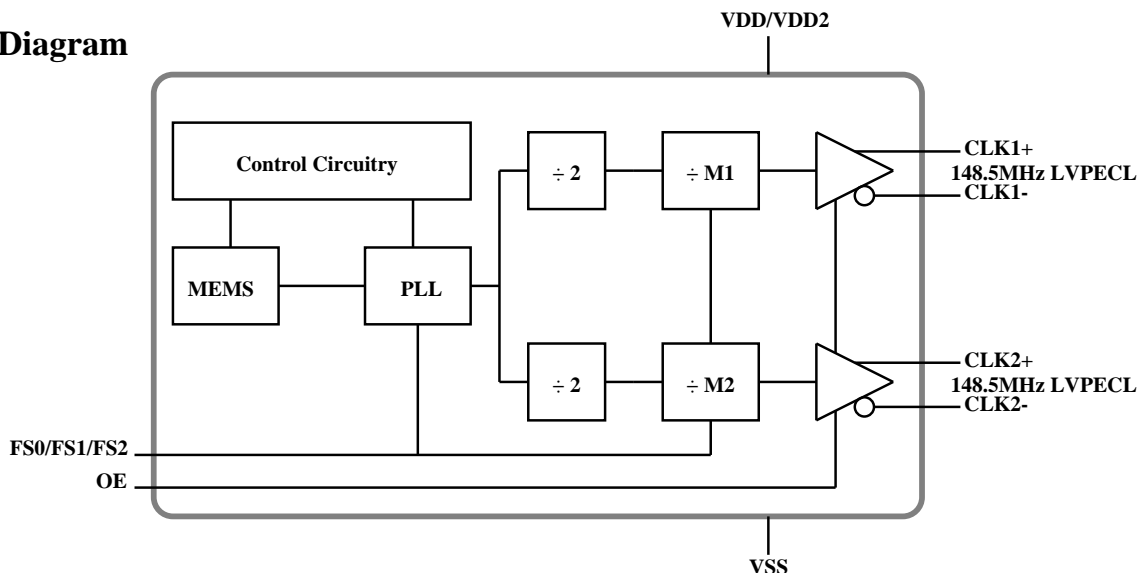 VDD/VDD2
Diagram
Control Circuitry
÷ 2
÷ M1
CLK1+
148.5MHz LVPECL
CLK1-
MEMS
PLL
÷ 2
÷ M2
CLK2+
148.5MHz LVPECL
CLK2-
FS0/FS1/FS2
OE
VSS